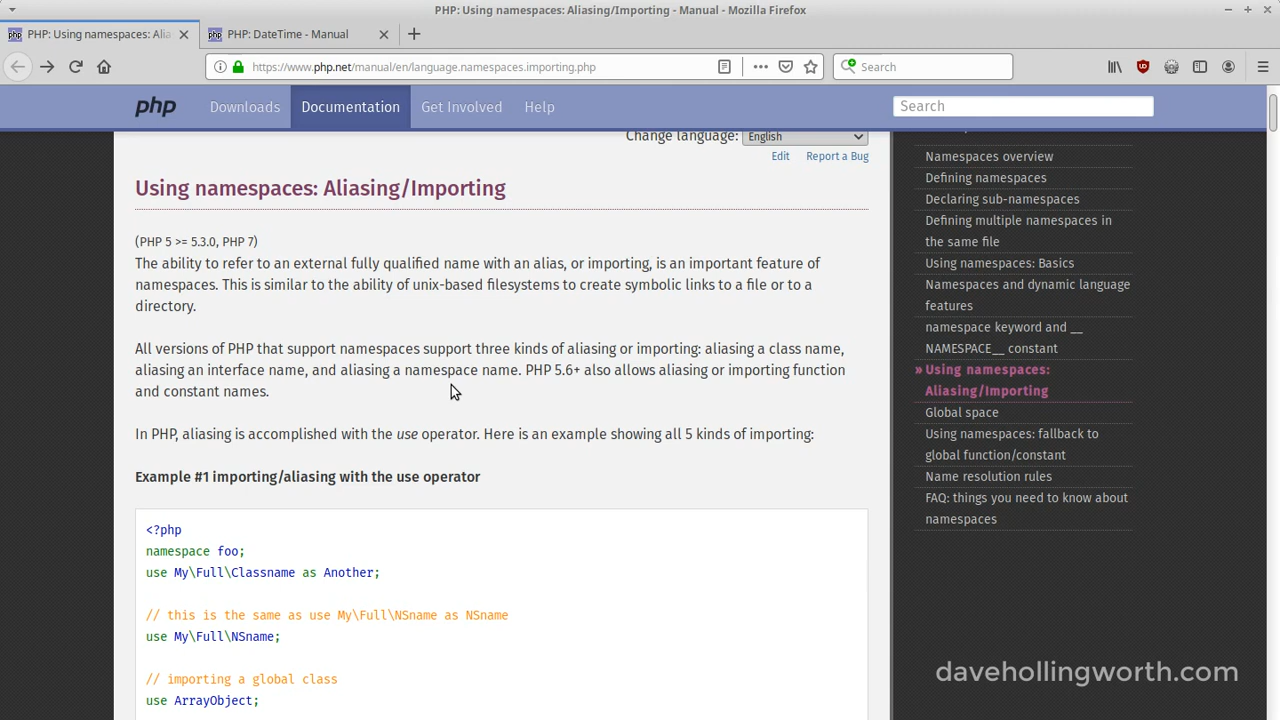 PHP: Using namespaces: Aliasing/Importing - Manual - Mozilla Firefox
PHP: Using namespaces: Alia
PHP: DateTime - Manual
https://www.php.net/manual/en/language.namespaces.importing.php
Search
php
Downloads
Documentation
Get Involved
Help
Search
Change language:
English
Edit
Report a Bug
Using namespaces: Aliasing/Importing
(PHP 5 >= 5.3.0, PHP 7)
The ability to refer to an external fully qualified name with an alias, or importing, is an important feature of
namespaces. This is similar to the ability of unix-based filesystems to create symbolic links to a file or to a
directory.
All versions of PHP that support namespaces support three kinds of aliasing or importing: aliasing a class name,
aliasing an interface name, and aliasing a namespace name. PHP 5.6+ also allows aliasing or importing function
and constant names.
In PHP, aliasing is accomplished with the use operator. Here is an example showing all 5 kinds of importing:
Example #1 importing/aliasing with the use operator
<?php
namespace foo;
use My\Full\Classname as Another;
// this is the same as use My\Full\NSname as NSname
use My\Full\NSname;
// importing a global class
use ArrayObject;
Namespaces overview
Defining namespaces
Declaring sub-namespaces
Defining multiple namespaces in
the same file
Using namespaces: Basics
Namespaces and dynamic language
features
namespace keyword and __
NAMESPACE__ constant
» Using namespaces:
Aliasing/Importing
Global space
Using namespaces: fallback to
global function/constant
Name resolution rules
FAQ: things you need to know about
namespaces
davehollingworth.com